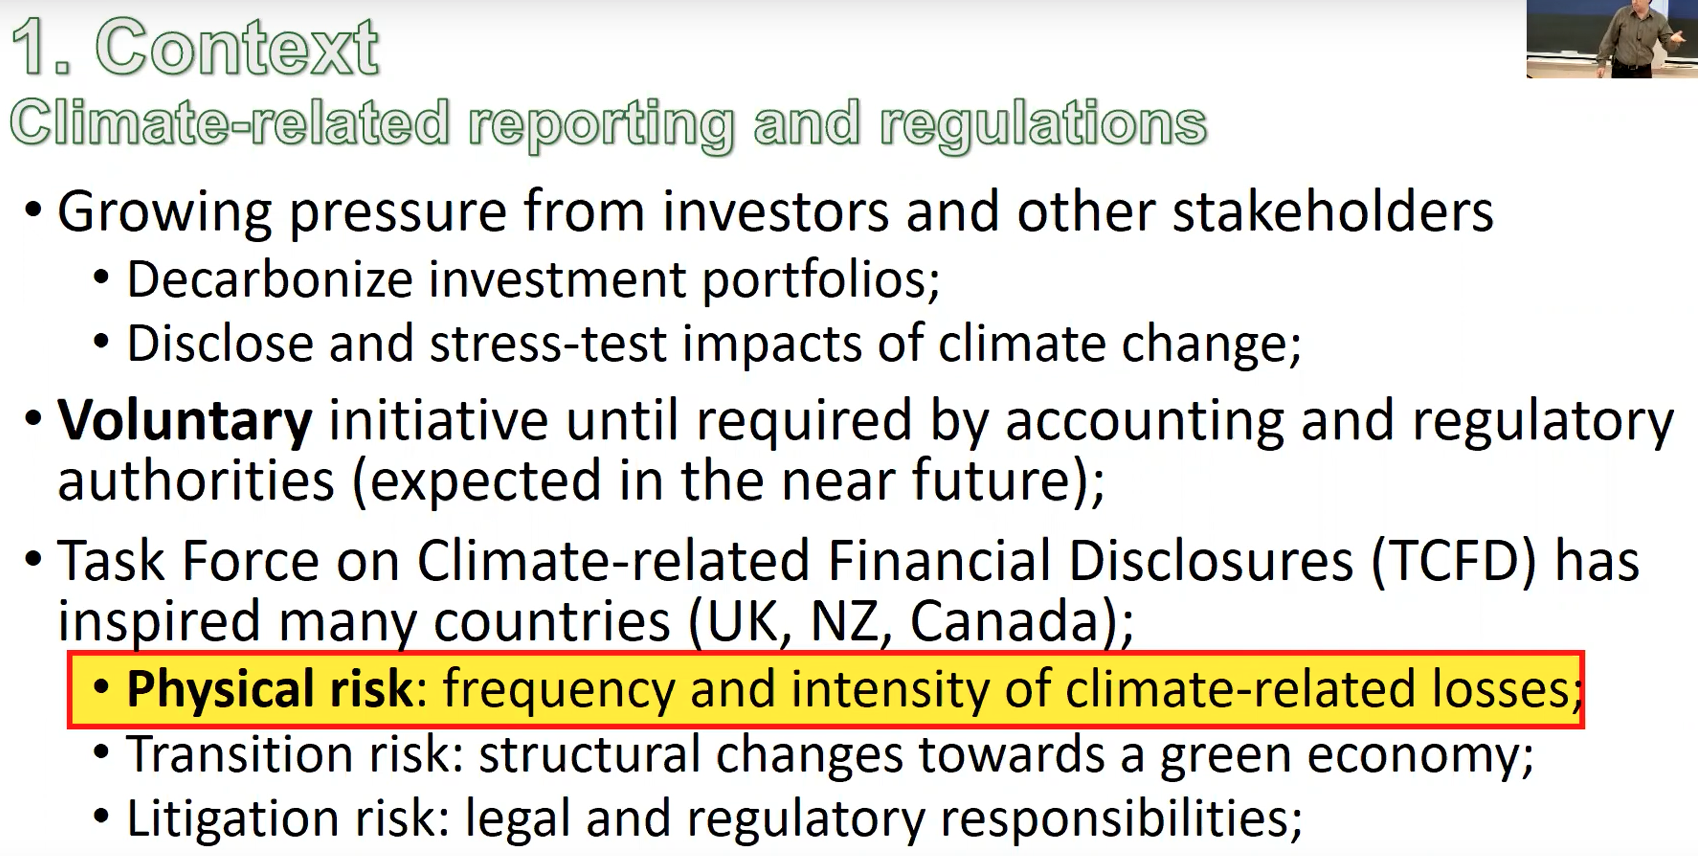 1. Context
Climate-related reporting and regulations
• Growing pressure from investors and other stakeholders
• Decarbonize investment portfolios;
• Disclose and stress-test impacts of climate change;
• Voluntary initiative until required by accounting and regulatory
authorities (expected in the near future);
• Task Force on Climate-related Financial Disclosures (TCFD) has
inspired many countries (UK, NZ, Canada);
• Physical risk: frequency and intensity of climate-related losses;
• Transition risk: structural changes towards a green economy;
• Litigation risk: legal and regulatory responsibilities;